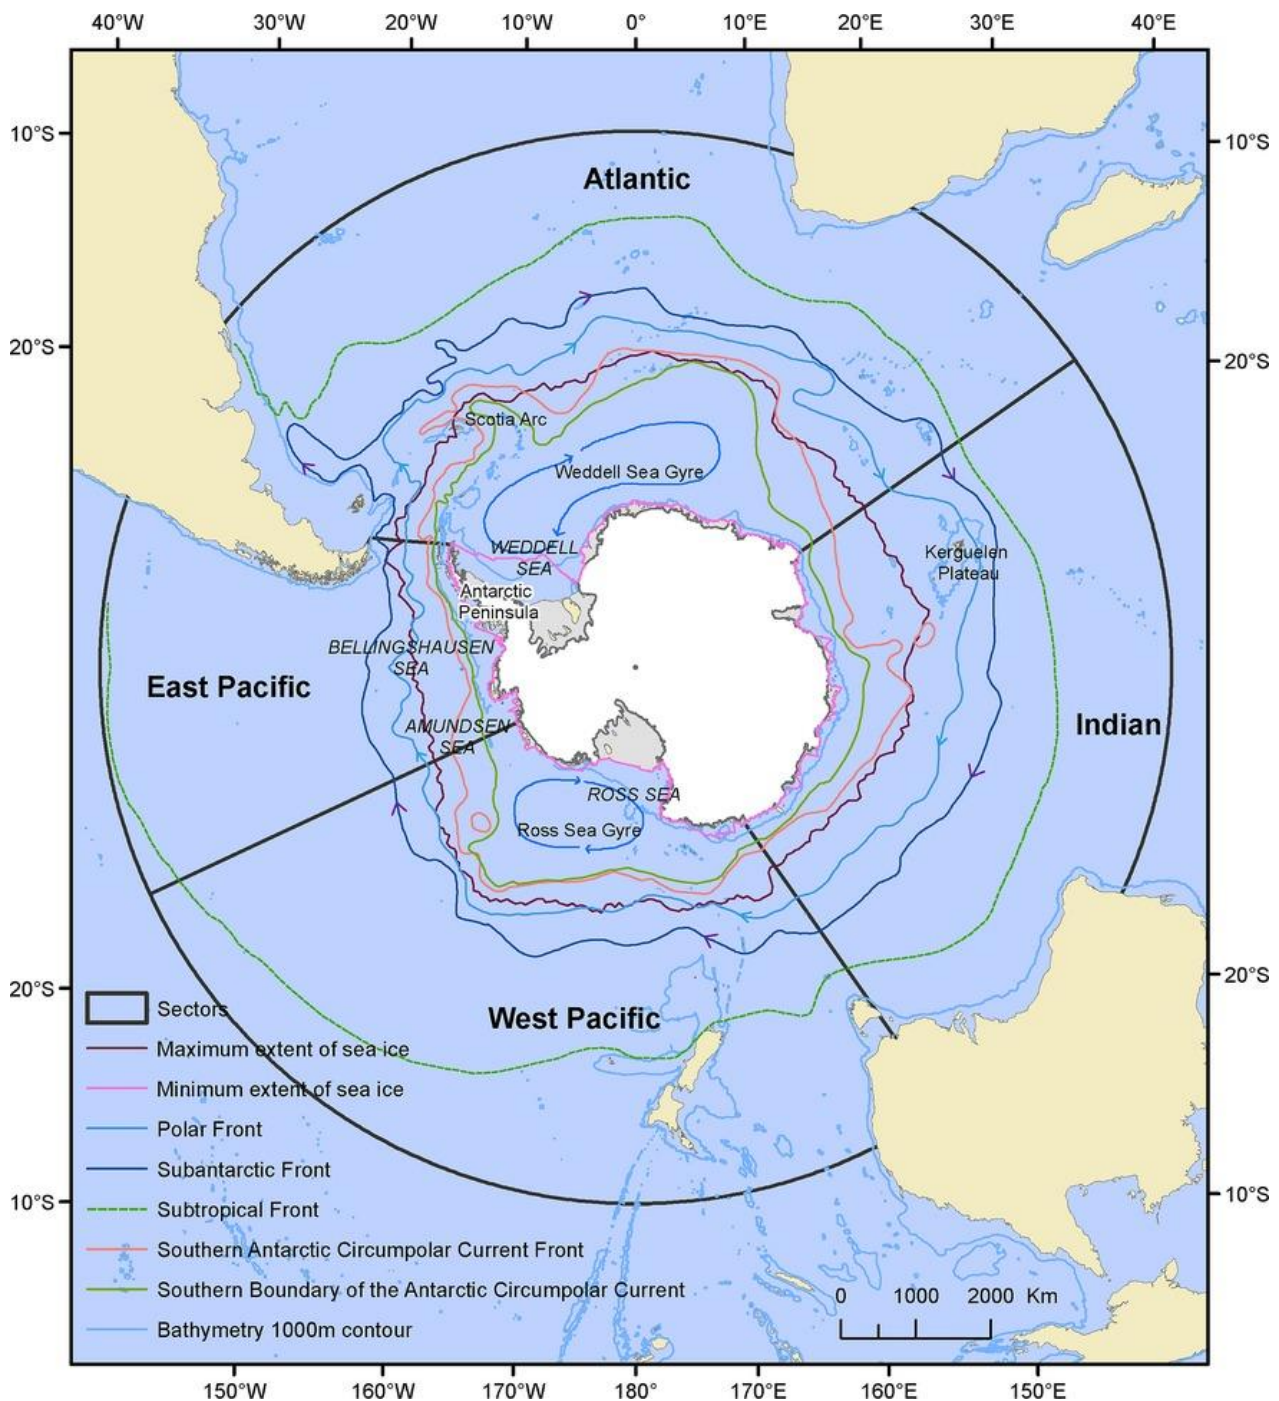 40°W 30°W 20°W 10°W 0° 10°E 20°E 30°E 40°E
10°S 10°S
Atlantic
20°S 20°S
Scotia Arc
Weddell Sea Gyre
WEDDELL
SEA
Kerguelen
Plateau
Antarctic
Peninsula
BELLINGSHAUSEN
SEA
East Pacific
AMUNDSEN
SEA
Indian
ROSS SEA
Ross Sea Gyre
20°S 20°S
West Pacific
Sectors
Maximum extent of sea ice
Minimum extent of sea ice
Polar Front
Subantarctic Front
10°S 10°S
Subtropical Front
Southern Antarctic Circumpolar Current Front
Southern Boundary of the Antarctic Circumpolar Current
Bathymetry 1000m contour
0 1000 2000 Km
150°W 160°W 170°W 180° 170°E 160°E 150°E